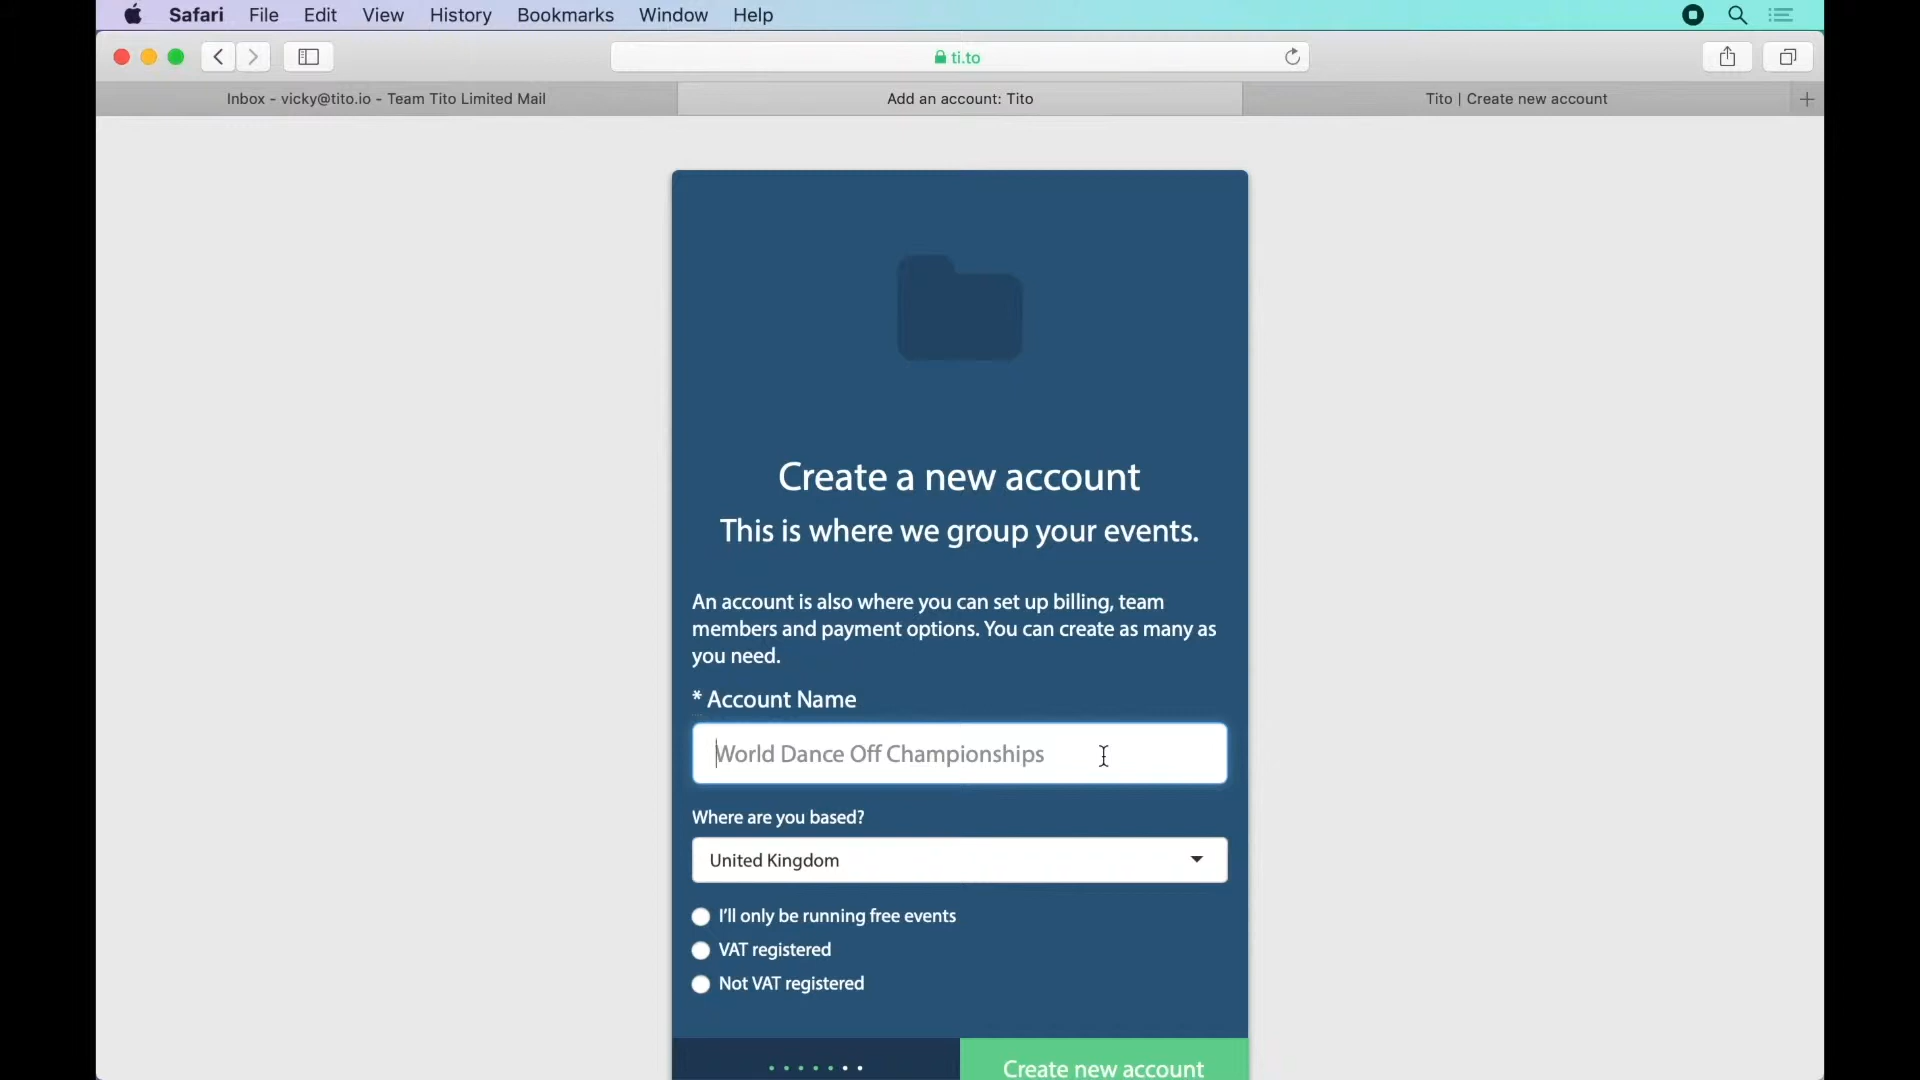 Safari File Edit View History Bookmarks Window Help
ti.to
Inbox - vicky@tito.io - Team Tito Limited Mail
Add an account: Tito
Tito | Create new account
Create a new account
This is where we group your events.
An account is also where you can set up billing, team
members and payment options. You can create as many as
you need.
* Account Name
World Dance Off Championships
Where are you based?
United Kingdom
I'll only be running free events
VAT registered
Not VAT registered
Create new account